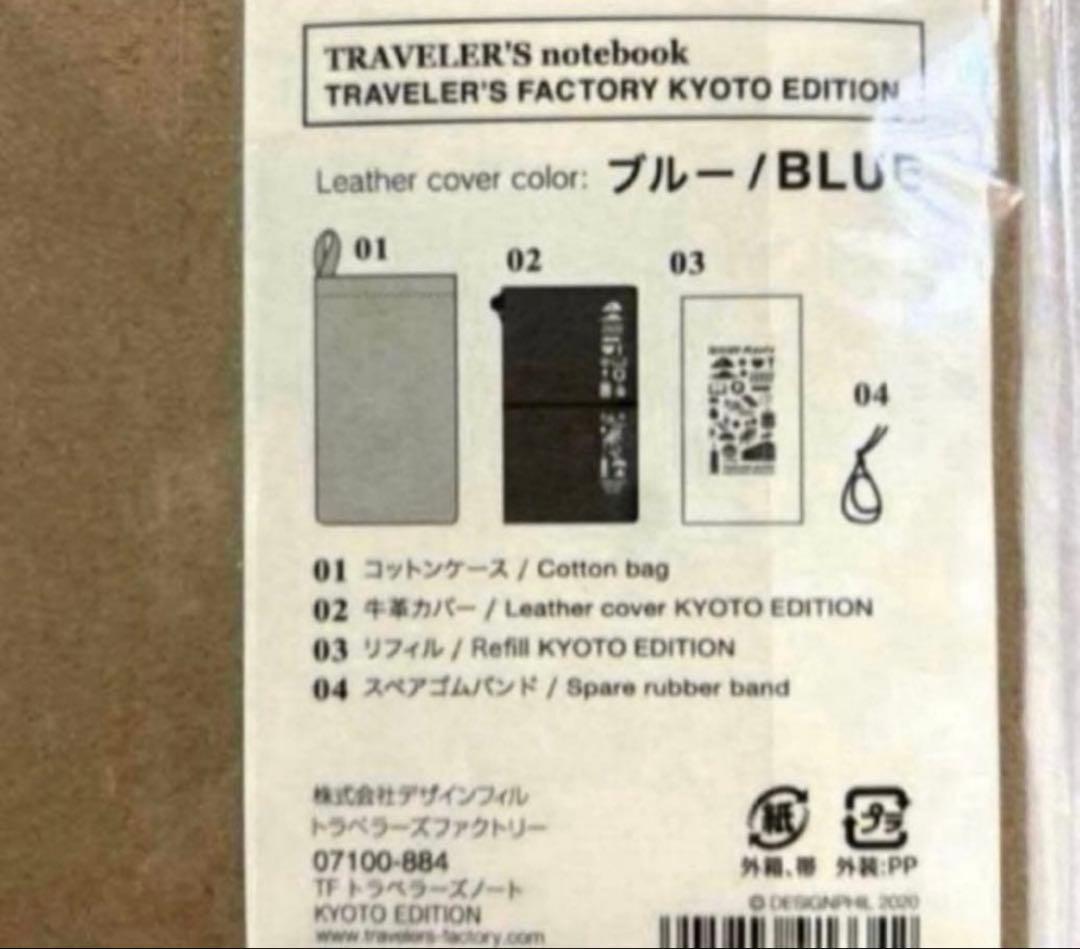 TRAVELER'S notebook
TRAVELER'S FACTORY KYOTO EDITION
Leather cover color: ブルー / BLUE
01
02
03
04
01 コットンケース / Cotton bag
02 牛革カバー / Leather cover KYOTO EDITION
03 リフィル / Refill KYOTO EDITION
04 スペアゴムバンド / Spare rubber band
株式会社デザインフィル
トラベラーズファクトリー
07100-884
TF トラベラーズノート
KYOTO EDITION
www.travelers-factory.com
紙
プラ
外箱、帯
外装:PP
© DESIGNPHIL 2020